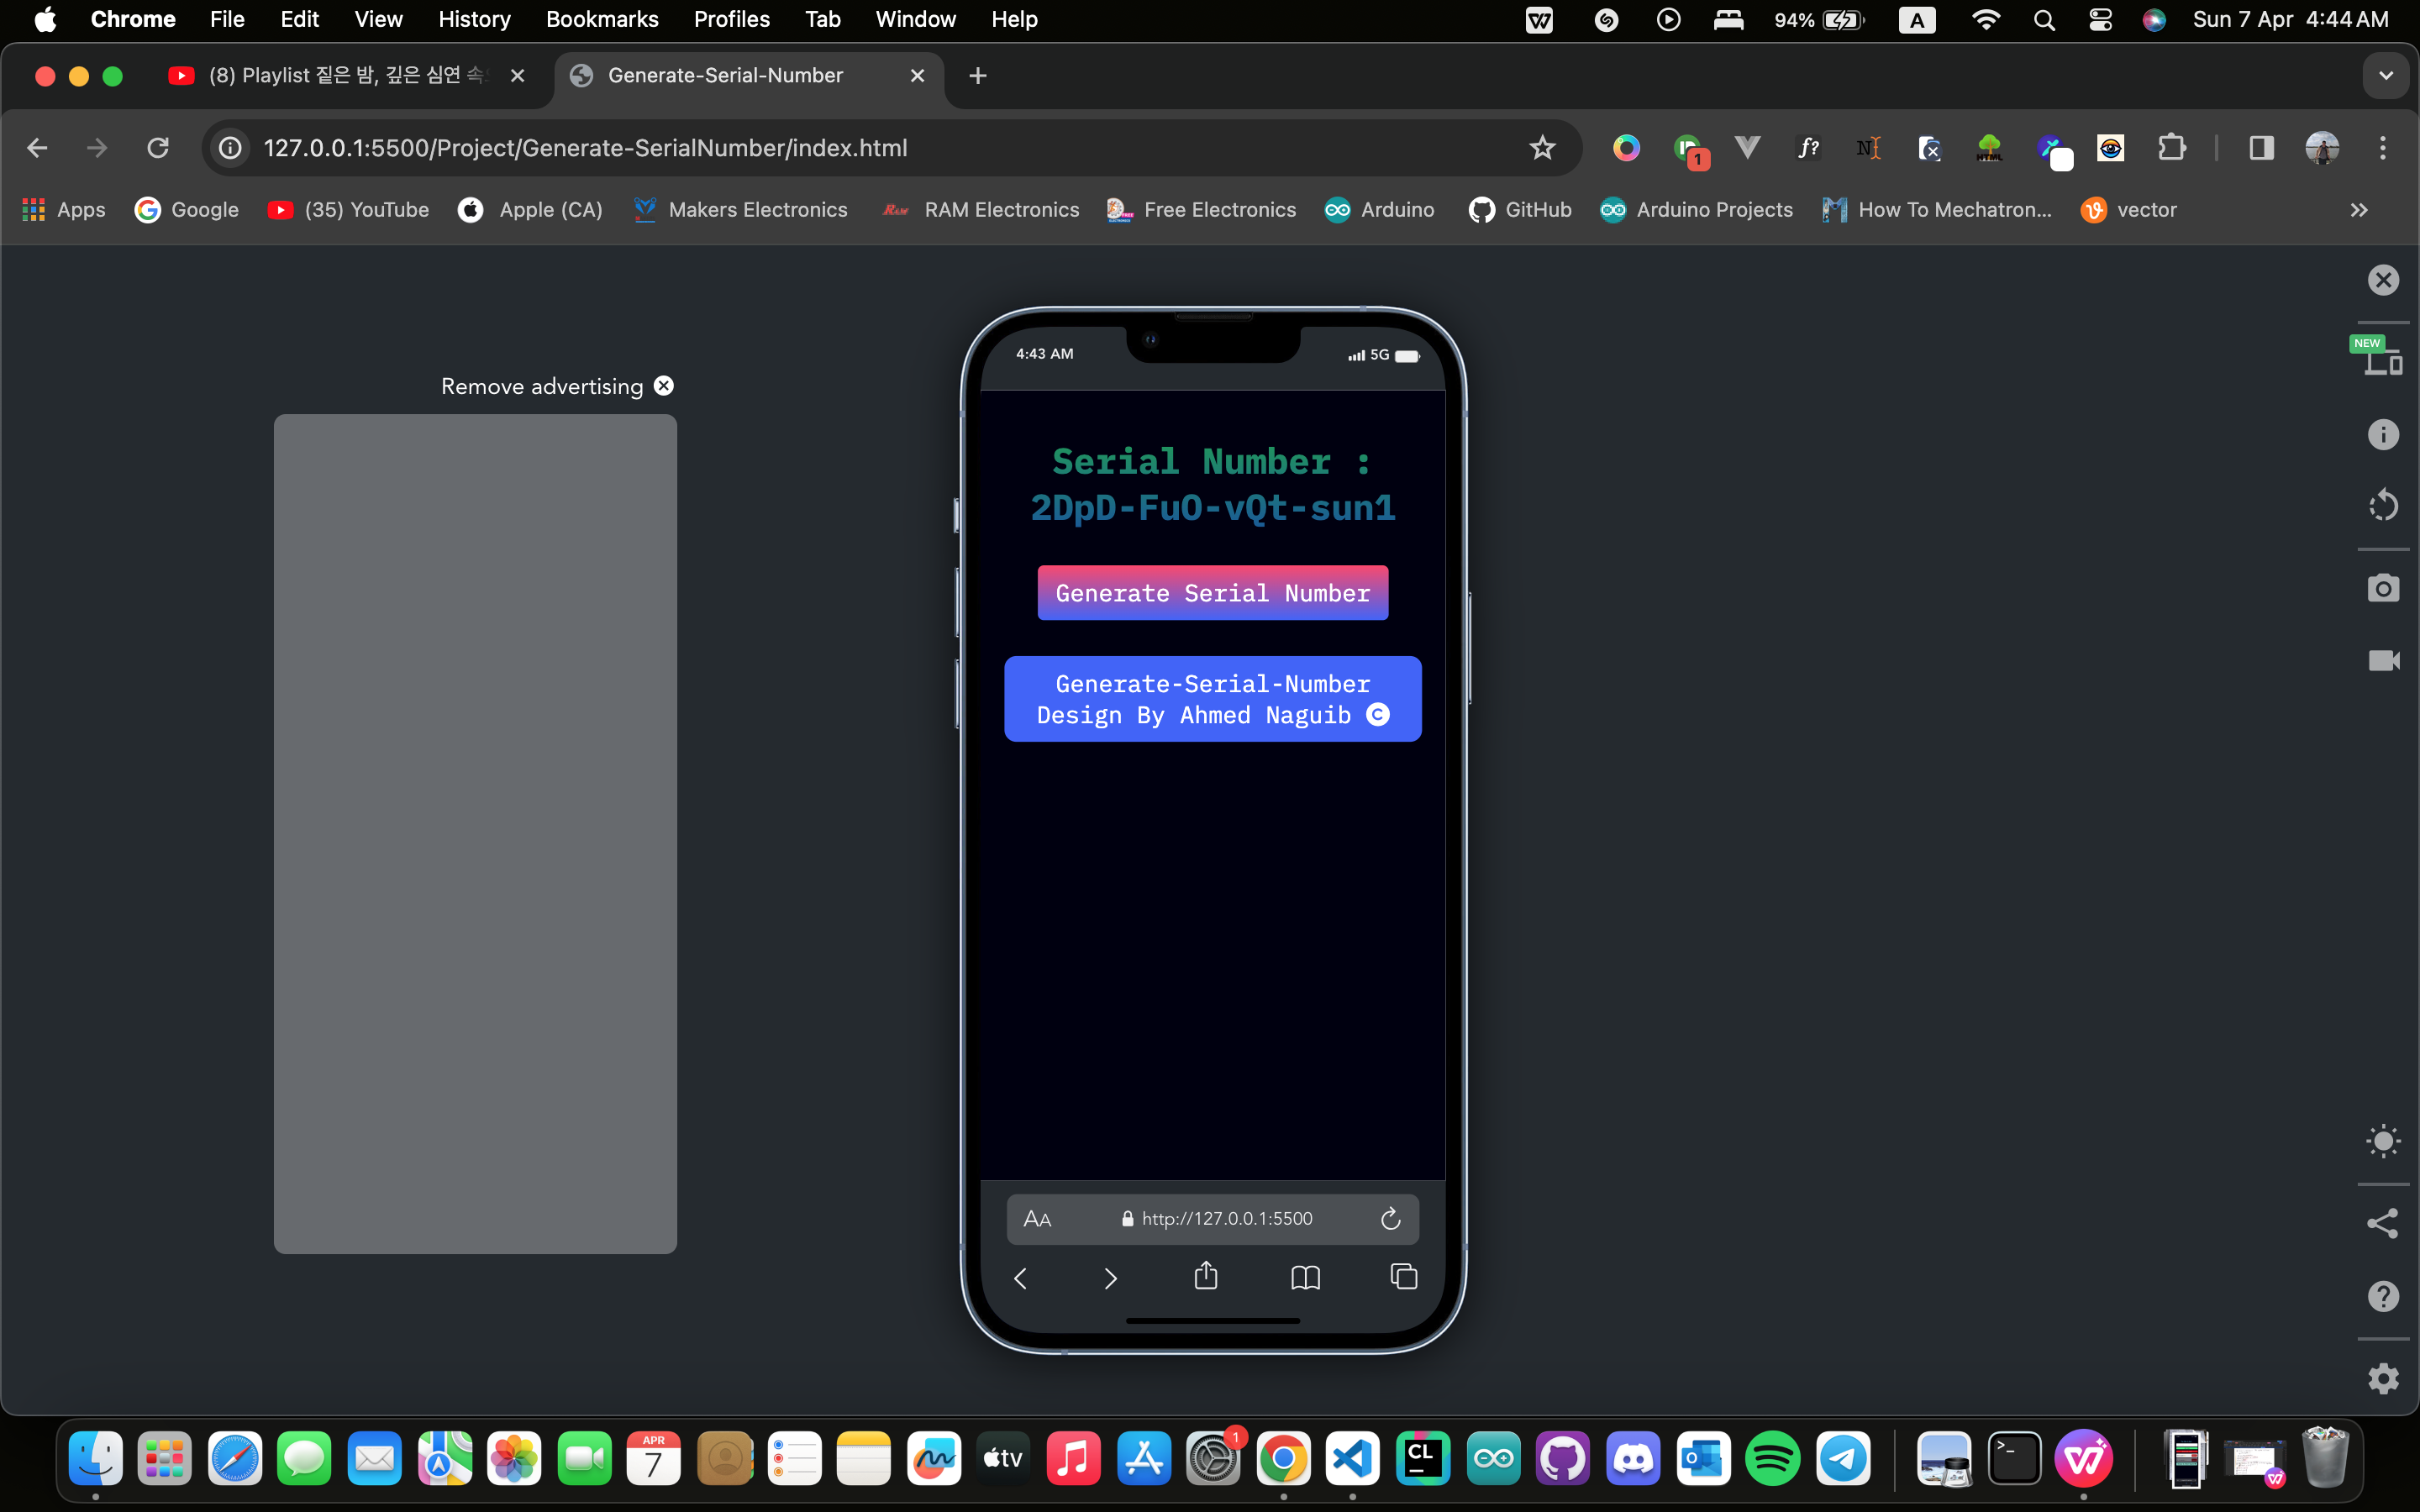 Chrome File Edit View History Bookmarks Profiles Tab Window Help 94% A Sun 7 Apr 4:44 AM
(8) Playlist 짙은 밤, 깊은 심연 속 Generate-Serial-Number
127.0.0.1:5500/Project/Generate-SerialNumber/index.html f? 1
Apps Google (35) YouTube Apple (CA) Makers Electronics RAM Electronics Free Electronics Arduino GitHub Arduino Projects How To Mechatron... vector
NEW
Remove advertising
4:43 AM 5G
Serial Number :
2DpD-FuO-vQt-sun1
Generate Serial Number
Generate-Serial-Number
Design By Ahmed Naguib C
AA http://127.0.0.1:5500
APR
7
tv
1
CL